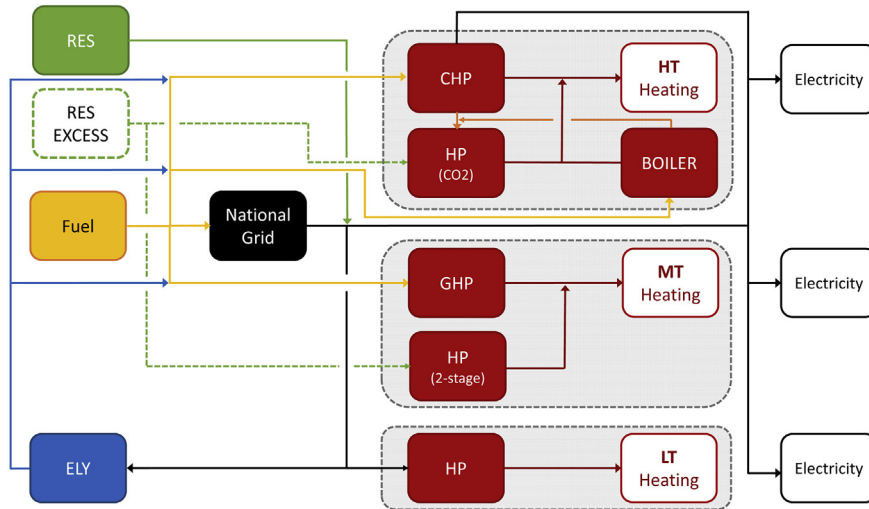 RES
CHP
HT
Heating
Electricity
RES
EXCESS
HP
(CO2)
BOILER
Fuel
National
Grid
GHP
MT
Heating
Electricity
HP
(2-stage)
ELY
HP
LT
Heating
Electricity